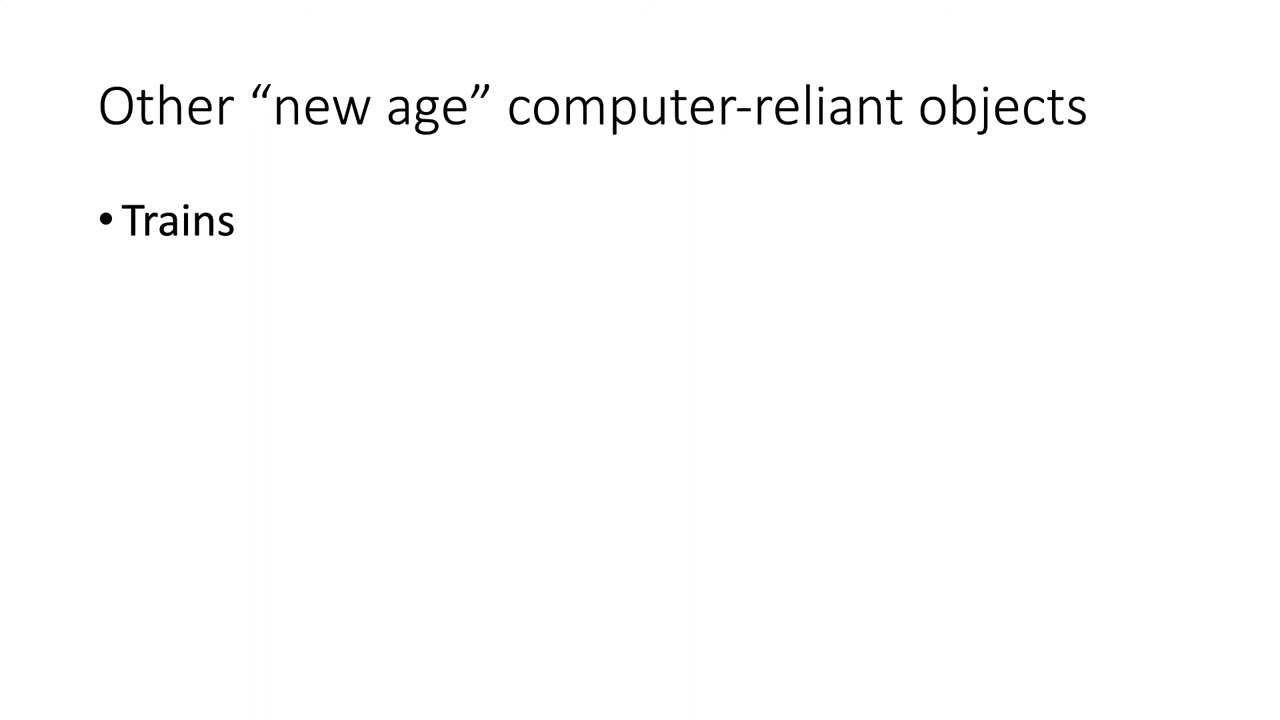 Other “new age” computer-reliant objects
• Trains